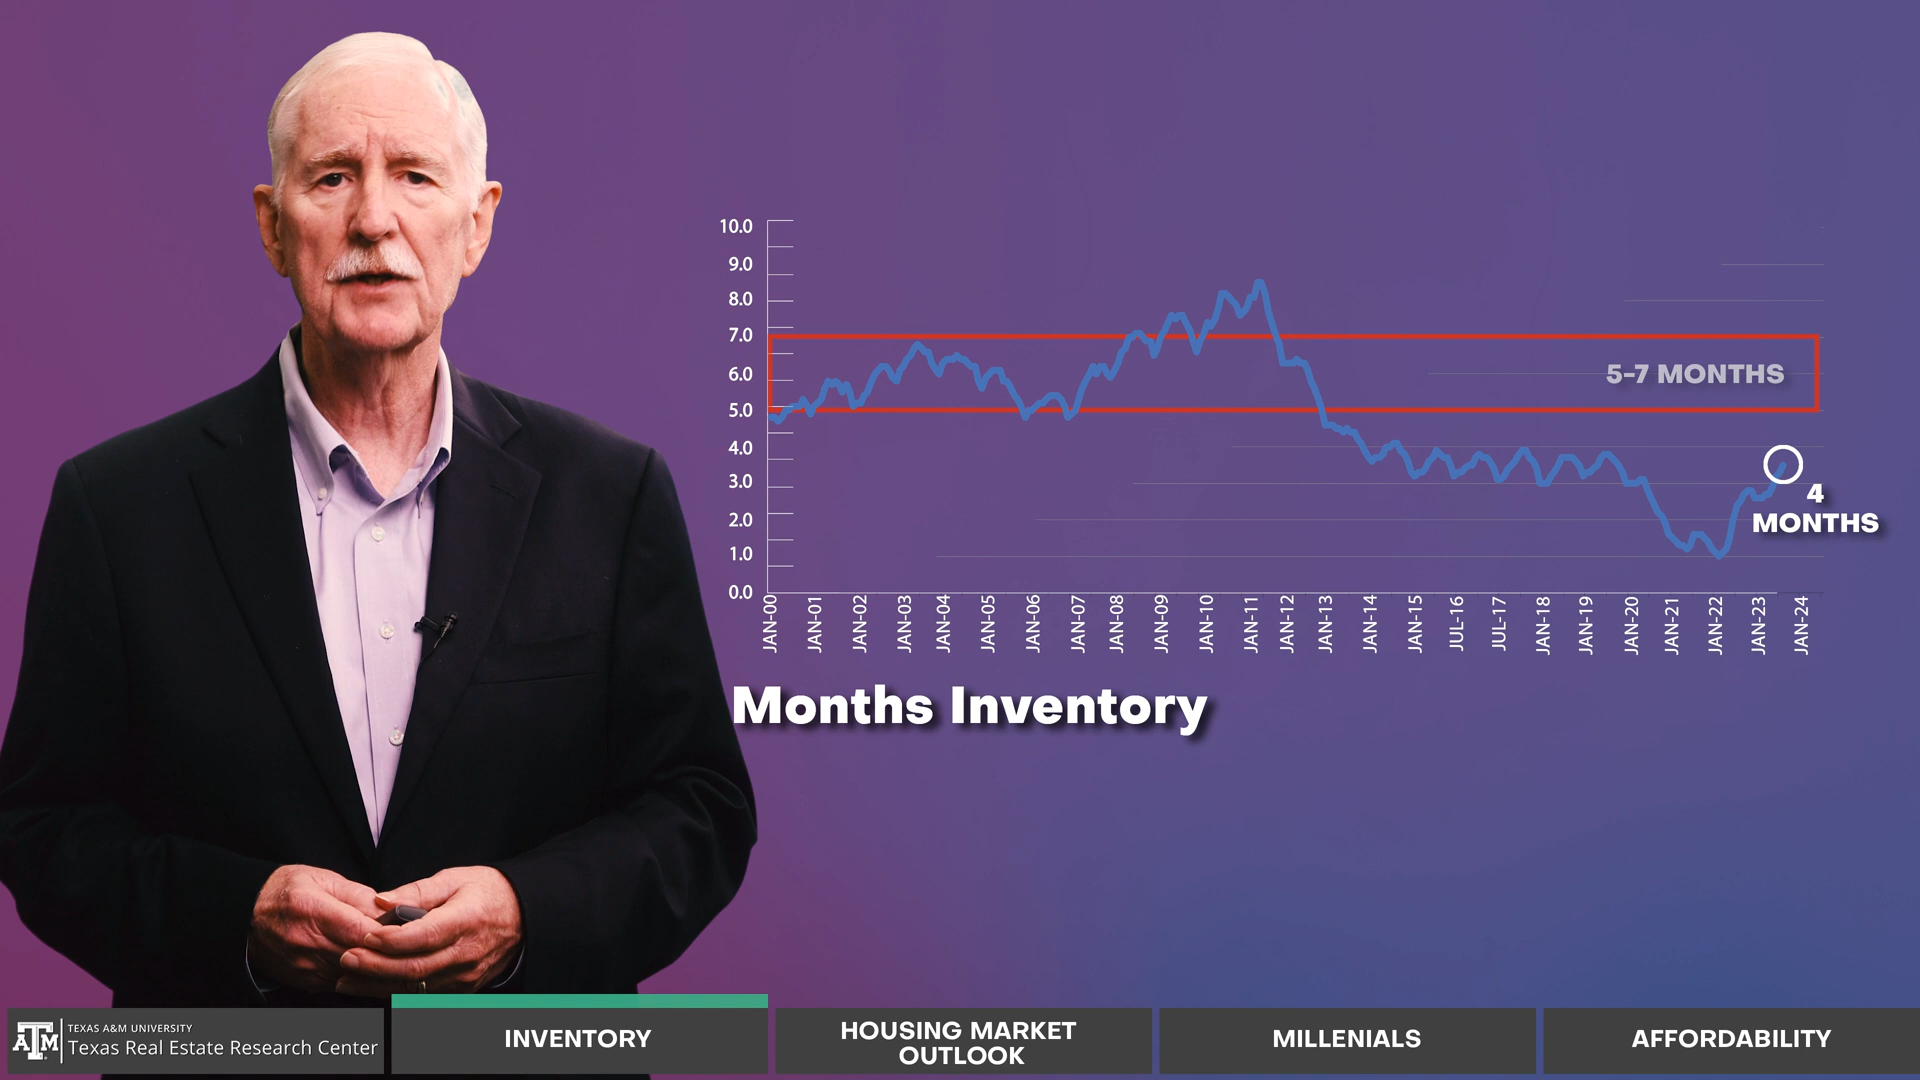 10.0
9.0
8.0
7.0
6.0
5.0
4.0
3.0
2.0
1.0
0.0
5-7 MONTHS
4
MONTHS
JAN-00
JAN-01
JAN-02
JAN-03
JAN-04
JAN-05
JAN-06
JAN-07
JAN-08
JAN-09
JAN-10
JAN-11
JAN-12
JAN-13
JAN-14
JAN-15
JUL-16
JUL-17
JAN-18
JAN-19
JAN-20
JAN-21
JAN-22
JAN-23
JAN-24
Months Inventory
ATM
TEXAS A&M UNIVERSITY
Texas Real Estate Research Center
INVENTORY
HOUSING MARKET
OUTLOOK
MILLENIALS
AFFORDABILITY